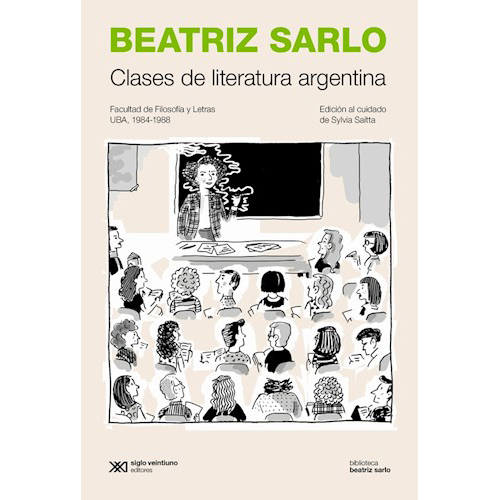 BEATRIZ SARLO
Clases de literatura argentina
Facultad de Filosofía y Letras
UBA, 1984-1988
Edición al cuidado
de Sylvia Saítta
siglo veintiuno
editores
biblioteca
beatriz sarlo